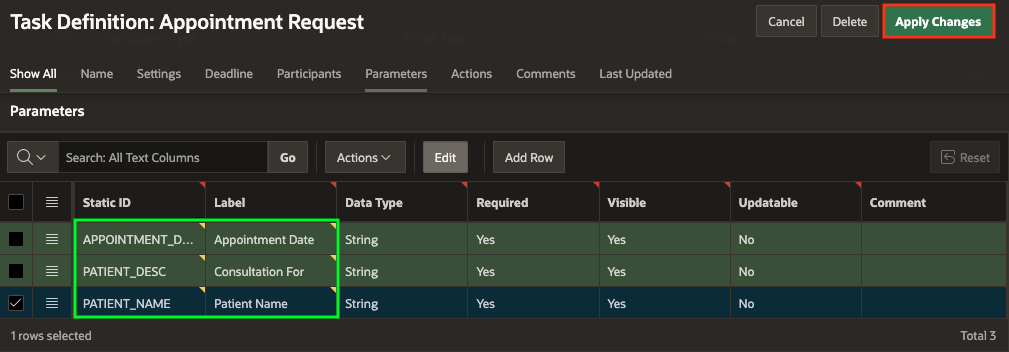 Task Definition: Appointment Request
Cancel Delete Apply Changes
Show All Name Settings Deadline Participants Parameters Actions Comments Last Updated
Parameters
Search: All Text Columns Go Actions Edit Add Row Reset
Static ID Label Data Type Required Visible Updatable Comment
APPOINTMENT_D... Appointment Date String Yes Yes No
PATIENT_DESC Consultation For String Yes Yes No
PATIENT_NAME Patient Name String Yes Yes No
1 rows selected Total 3